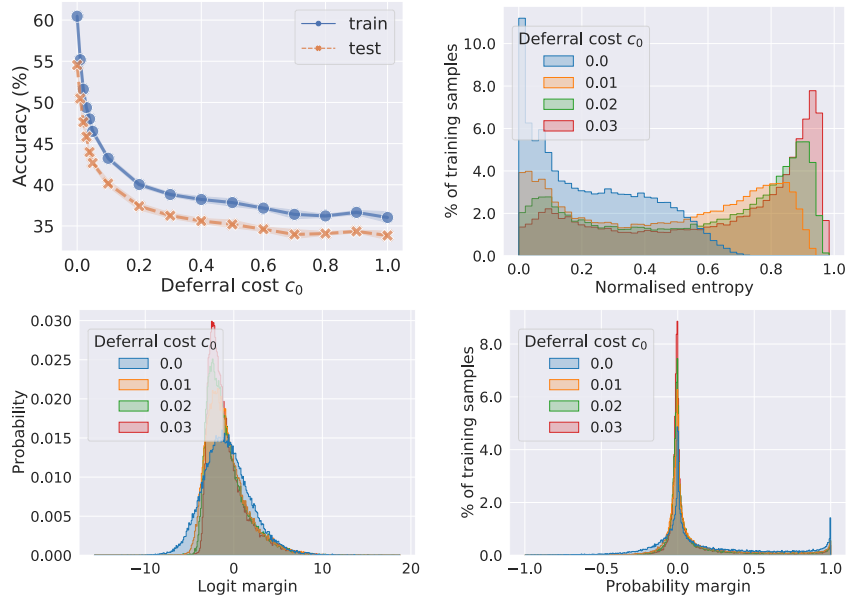 60
55
50
45
40
35
Accuracy (%)
train
test
0.0 0.2 0.4 0.6 0.8 1.0
Deferral cost c₀
10.0
8.0
6.0
4.0
2.0
0.0
% of training samples
Deferral cost c₀
0.0
0.01
0.02
0.03
0.0 0.2 0.4 0.6 0.8 1.0
Normalised entropy
0.030
0.025
0.020
0.015
0.010
0.005
0.000
Probability
Deferral cost c₀
0.0
0.01
0.02
0.03
−10 0 10 20
Logit margin
8.0
6.0
4.0
2.0
0.0
% of training samples
Deferral cost c₀
0.0
0.01
0.02
0.03
−1.0 −0.5 0.0 0.5 1.0
Probability margin